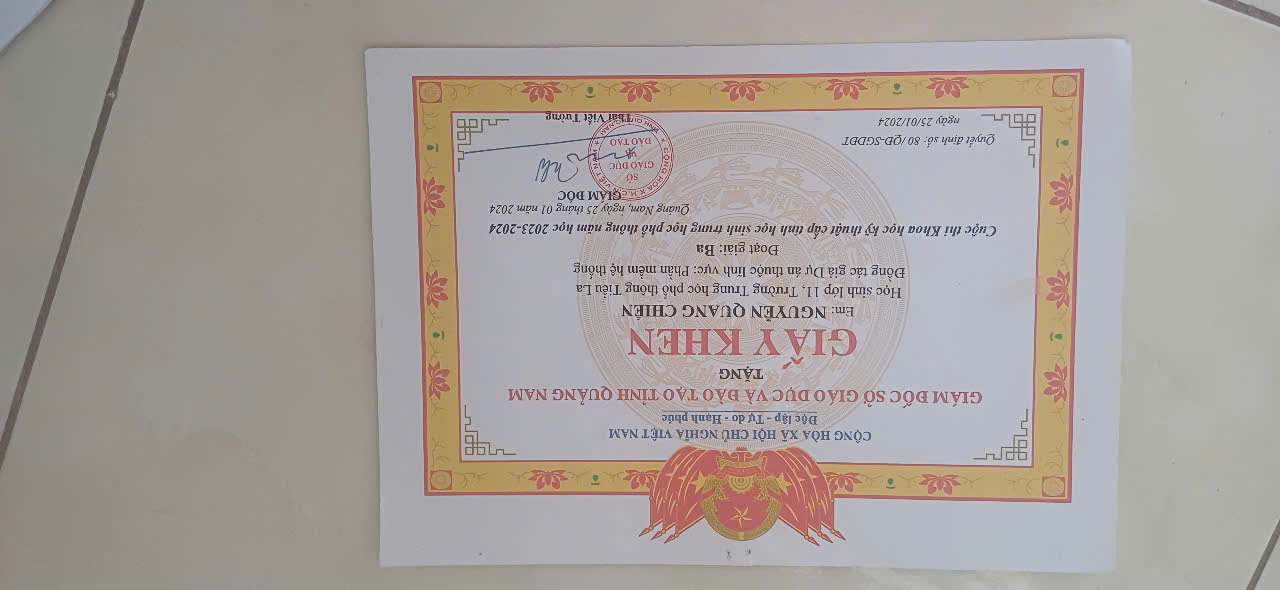 CỘNG HÒA XÃ HỘI CHỦ NGHĨA VIỆT NAM
Độc lập - Tự do - Hạnh phúc
GIÁM ĐỐC SỞ GIÁO DỤC VÀ ĐÀO TẠO TỈNH QUẢNG NAM
TẶNG
GIẤY KHEN
Em: NGUYỄN QUANG CHIẾN
Học sinh lớp 11, Trường Trung học phổ thông Tiểu La
Đồng tác giả Dự án thuộc lĩnh vực: Phần mềm hệ thống
Đoạt giải: Ba
Cuộc thi Khoa học kỹ thuật cấp tỉnh học sinh trung học phổ thông năm học 2023-2024
Quảng Nam, ngày 25 tháng 01 năm 2024
GIÁM ĐỐC
SỞ
GIÁO DỤC
VÀ
ĐÀO TẠO
Thái Viết Tường
Quyết định số: 80 /QĐ-SGDĐT
ngày 25/01/2024